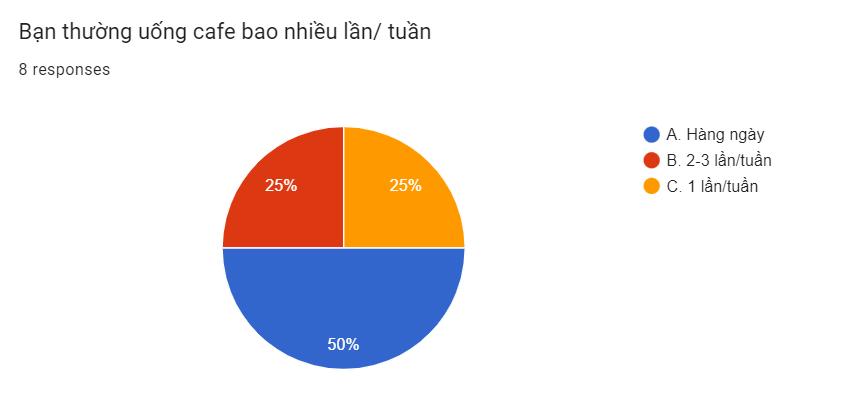 Bạn thường uống cafe bao nhiều lần/ tuần
8 responses
25%
25%
50%
A. Hàng ngày
B. 2-3 lần/tuần
C. 1 lần/tuần